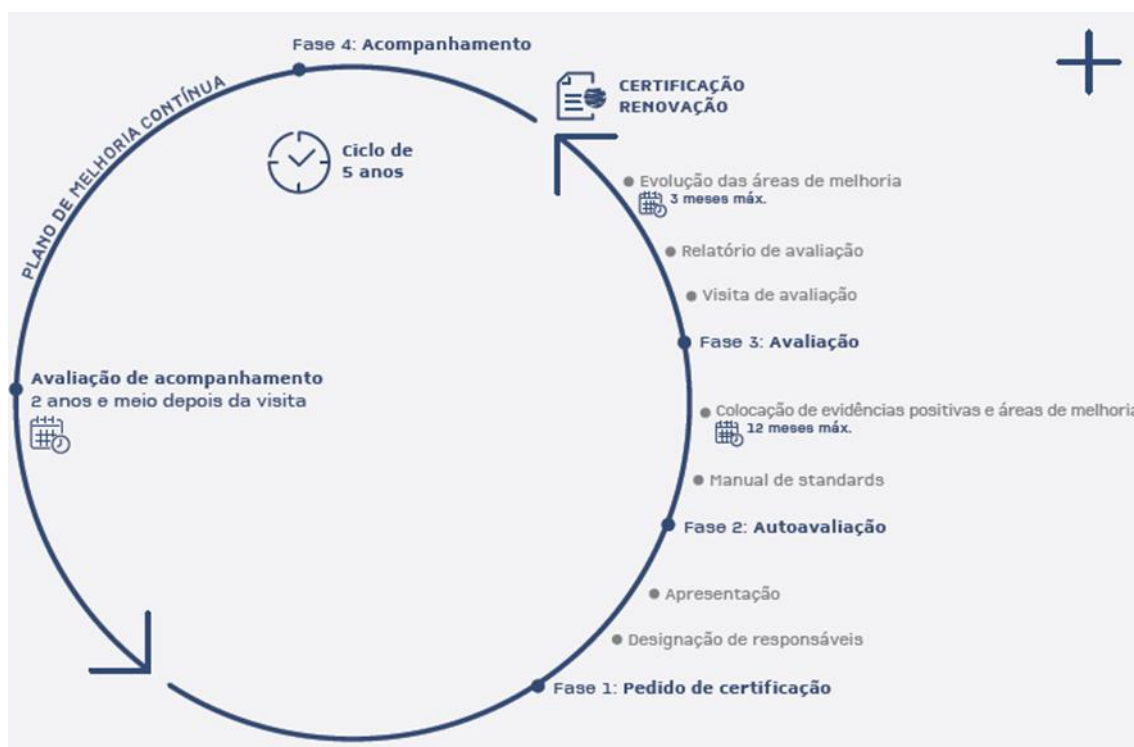 Fase 4: Acompanhamento
CERTIFICAÇÃO
RENOVAÇÃO
PLANO DE MELHORIA CONTÍNUA
Ciclo de
5 anos
Evolução das áreas de melhoria
3 meses máx.
Relatório de avaliação
Visita de avaliação
Fase 3: Avaliação
Avaliação de acompanhamento
2 anos e meio depois da visita
Colocação de evidências positivas e áreas de melhoria
12 meses máx.
Manual de standards
Fase 2: Autoavaliação
Apresentação
Designação de responsáveis
Fase 1: Pedido de certificação